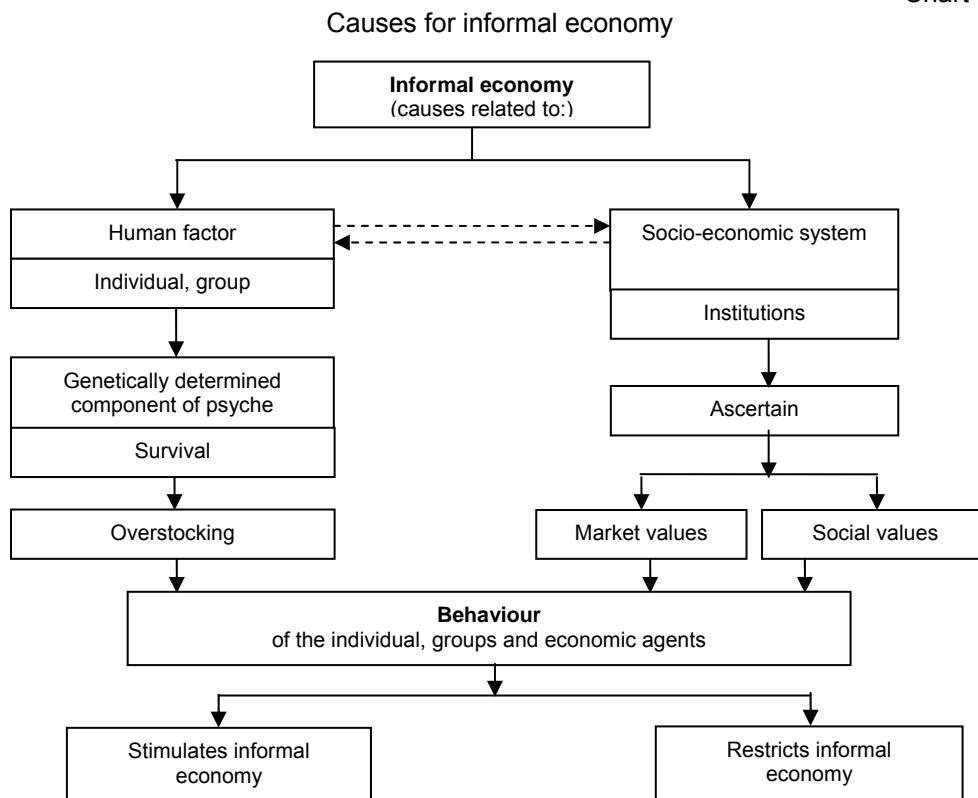 Chart
Causes for informal economy
Informal economy
(causes related to:)
Human factor
Individual, group
Socio-economic system
Institutions
Genetically determined
component of psyche
Survival
Ascertain
Overstocking
Market values
Social values
Behaviour
of the individual, groups and economic agents
Stimulates informal
economy
Restricts informal
economy